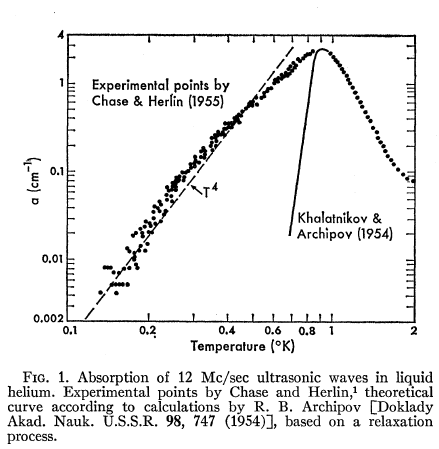 4
Experimental points by
Chase & Herlin (1955)
1
α (cm⁻¹)
0.1
T⁴
Khalatnikov &
Archipov (1954)
0.01
0.002
0.1 0.2 0.4 0.6 0.8 1 2
Temperature (°K)
FIG. 1. Absorption of 12 Mc/sec ultrasonic waves in liquid
helium. Experimental points by Chase and Herlin,¹ theoretical
curve according to calculations by R. B. Archipov [Doklady
Akad. Nauk. U.S.S.R. 98, 747 (1954)], based on a relaxation
process.